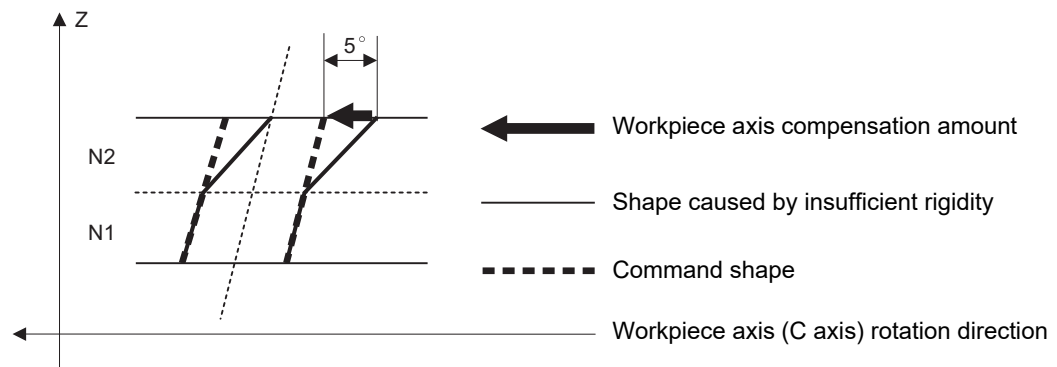 Z
5°
N2
N1
Workpiece axis compensation amount
Shape caused by insufficient rigidity
Command shape
Workpiece axis (C axis) rotation direction